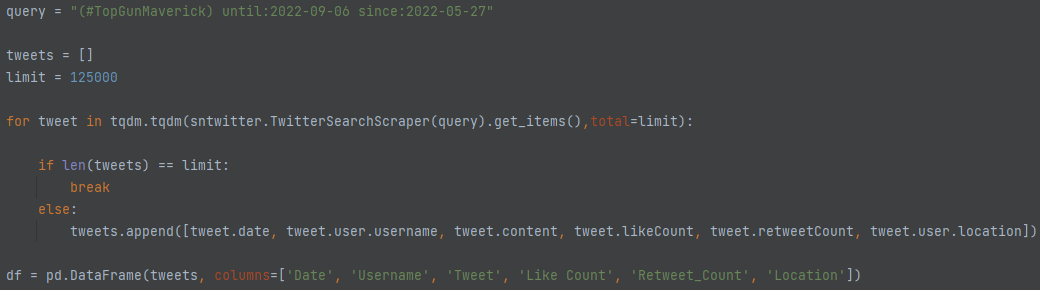 query = "(#TopGunMaverick) until:2022-09-06 since:2022-05-27"
tweets = []
limit = 125000
for tweet in tqdm.tqdm(sntwitter.TwitterSearchScraper(query).get_items(),total=limit):
if len(tweets) == limit:
break
else:
tweets.append([tweet.date, tweet.user.username, tweet.content, tweet.likeCount, tweet.retweetCount, tweet.user.location])
df = pd.DataFrame(tweets, columns=['Date', 'Username', 'Tweet', 'Like Count', 'Retweet_Count', 'Location'])